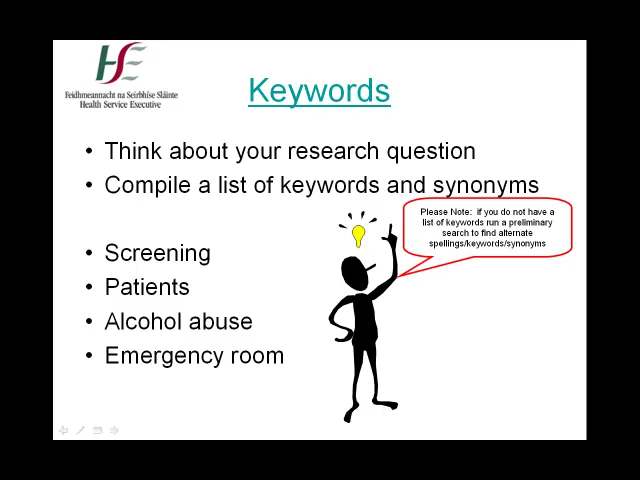 HSE
Feidhmeannacht na Seirbhíse Sláinte
Health Service Executive
Keywords
• Think about your research question
• Compile a list of keywords and synonyms
Please Note: if you do not have a
list of keywords run a preliminary
search to find alternate
spellings/keywords/synonyms
• Screening
• Patients
• Alcohol abuse
• Emergency room